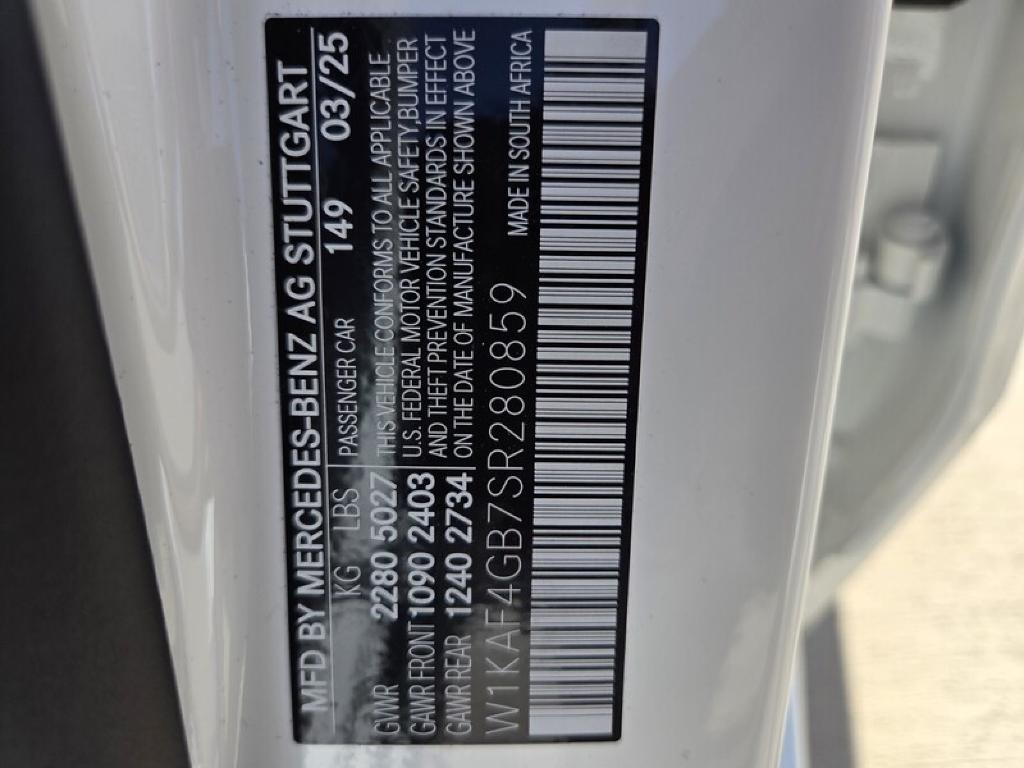 MFD BY MERCEDES-BENZ AG STUTTGART
KG LBS PASSENGER CAR 149 03/25
GVWR 2280 5027 THIS VEHICLE CONFORMS TO ALL APPLICABLE
GAWR FRONT 1090 2403 U.S. FEDERAL MOTOR VEHICLE SAFETY,BUMPER
GAWR REAR 1240 2734 AND THEFT PREVENTION STANDARDS IN EFFECT
ON THE DATE OF MANUFACTURE SHOWN ABOVE
W1KAF4GB7SR280859 MADE IN SOUTH AFRICA